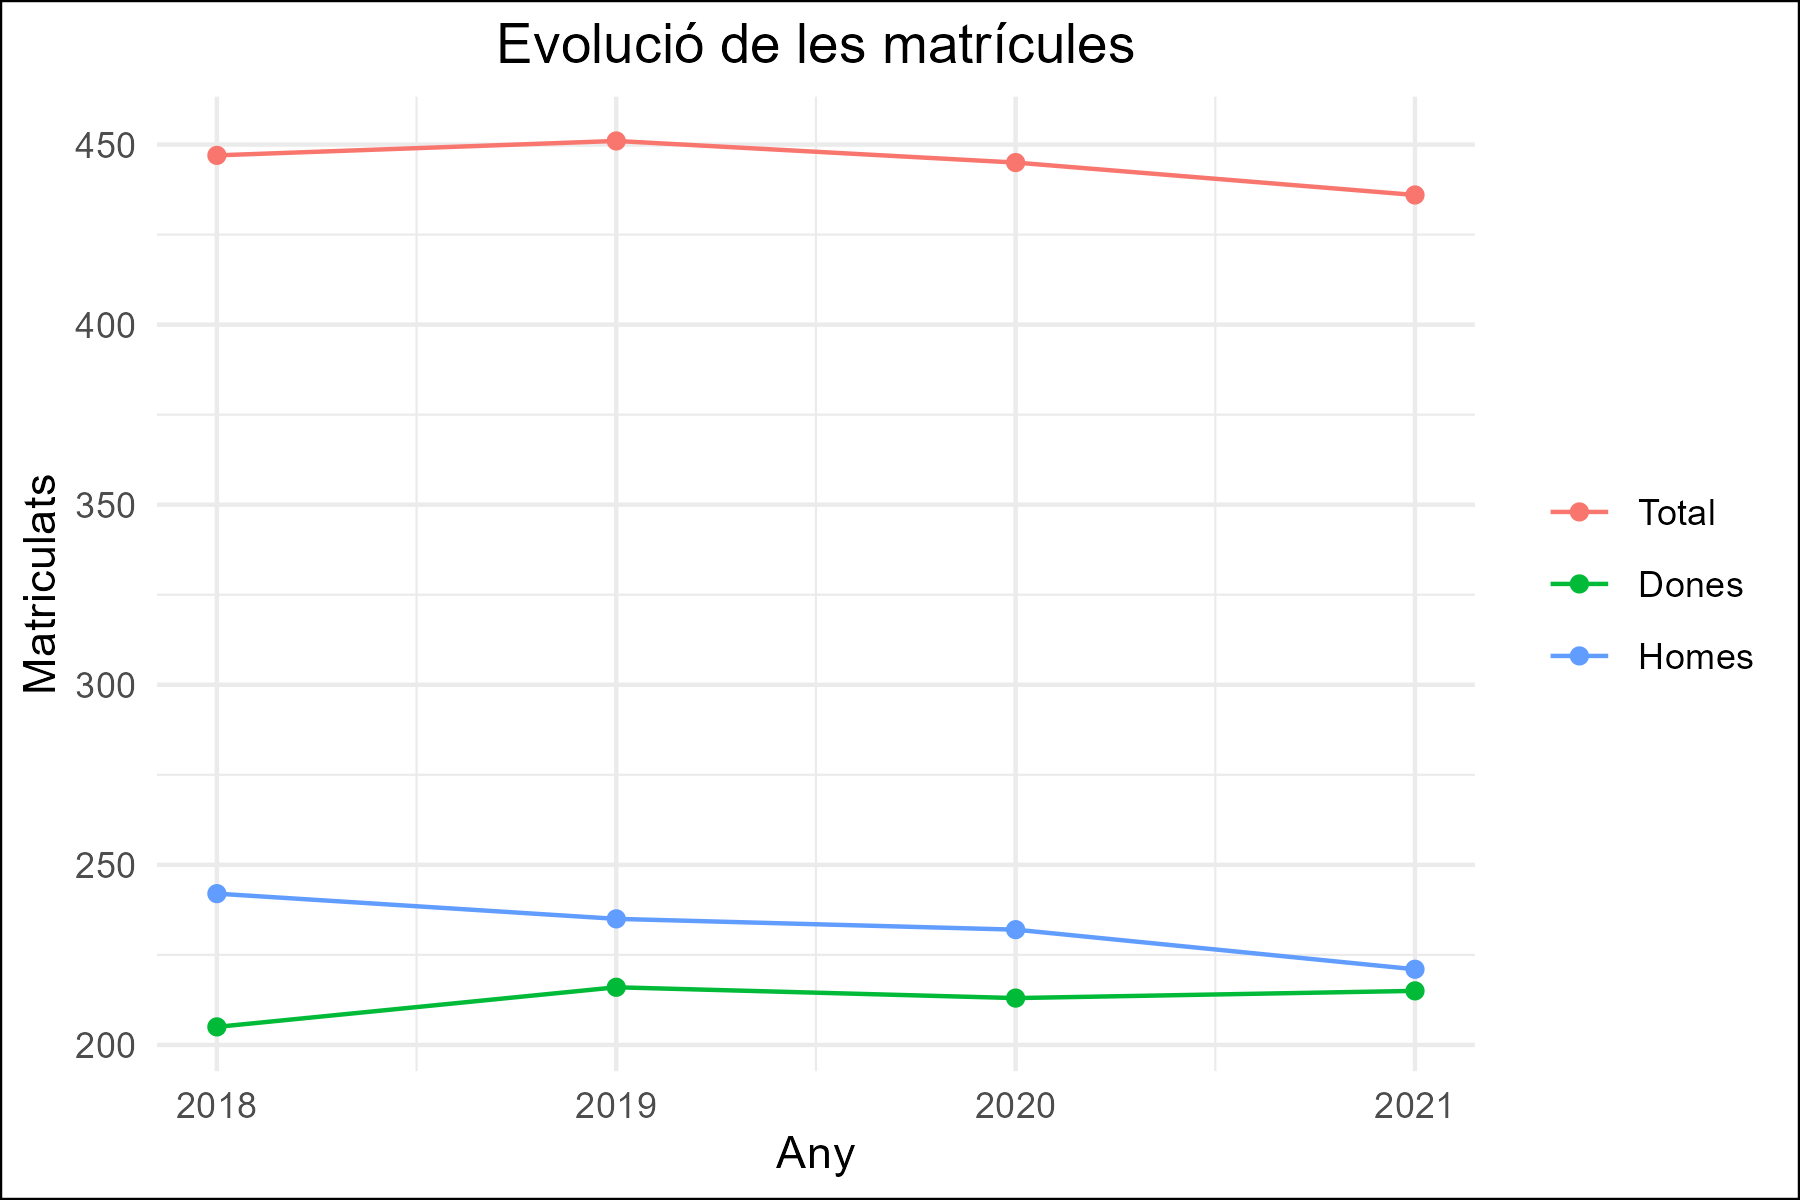 Evolució de les matrícules
Matriculats
450
400
350
300
250
200
2018 2019 2020 2021
Any
Total
Dones
Homes